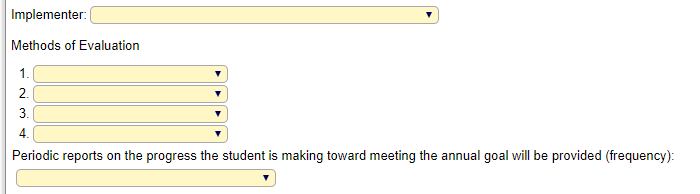 Implementer:
Methods of Evaluation
1.
2.
3.
4.
Periodic reports on the progress the student is making toward meeting the annual goal will be provided (frequency):